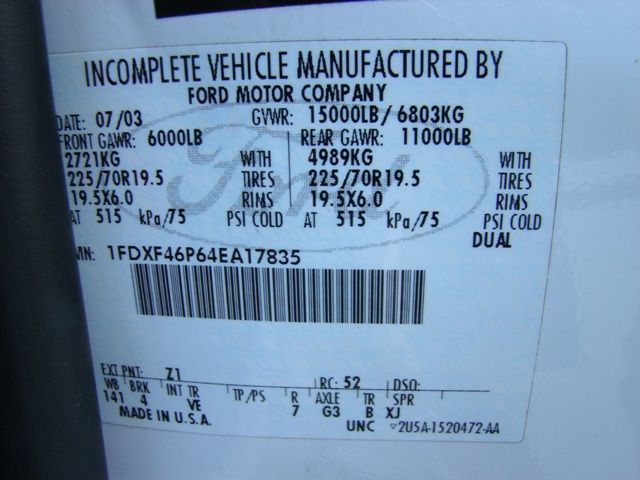 INCOMPLETE VEHICLE MANUFACTURED BY
FORD MOTOR COMPANY
DATE: 07/03 GVWR: 15000LB / 6803KG
FRONT GAWR: 6000LB REAR GAWR: 11000LB
2721KG WITH 4989KG WITH
225/70R19.5 TIRES 225/70R19.5 TIRES
19.5X6.0 RIMS 19.5X6.0 RIMS
AT 515 kPa/75 PSI COLD AT 515 kPa/75 PSI COLD
DUAL
VIN: 1FDXF46P64EA17835
Ford
EXT PNT: Z1 RC: 52 DSO:
WB BRK INT TR TP/PS R AXLE TR SPR
141 4 VE 7 G3 B XJ
MADE IN U.S.A. UNC ▽2U5A-1520472-AA